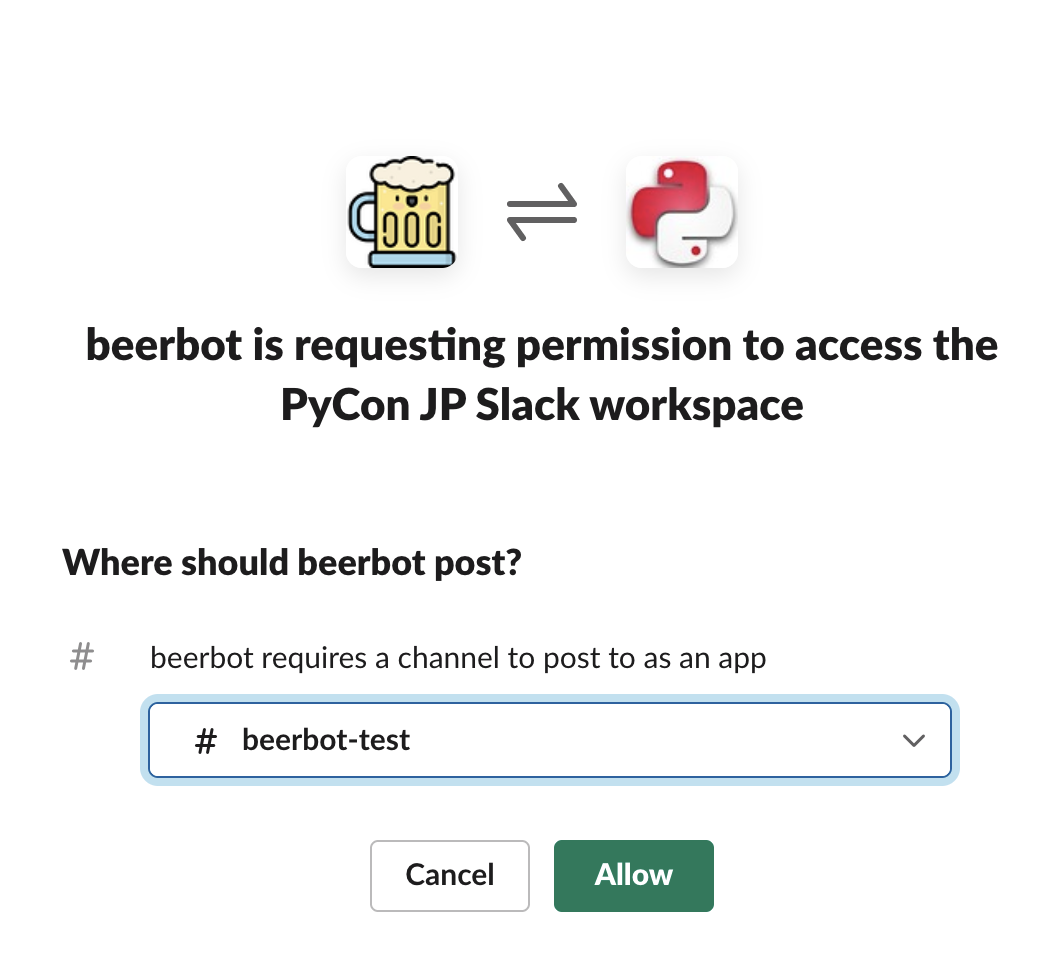 beerbot is requesting permission to access the
PyCon JP Slack workspace
Where should beerbot post?
# beerbot requires a channel to post to as an app
# beerbot-test
Cancel Allow